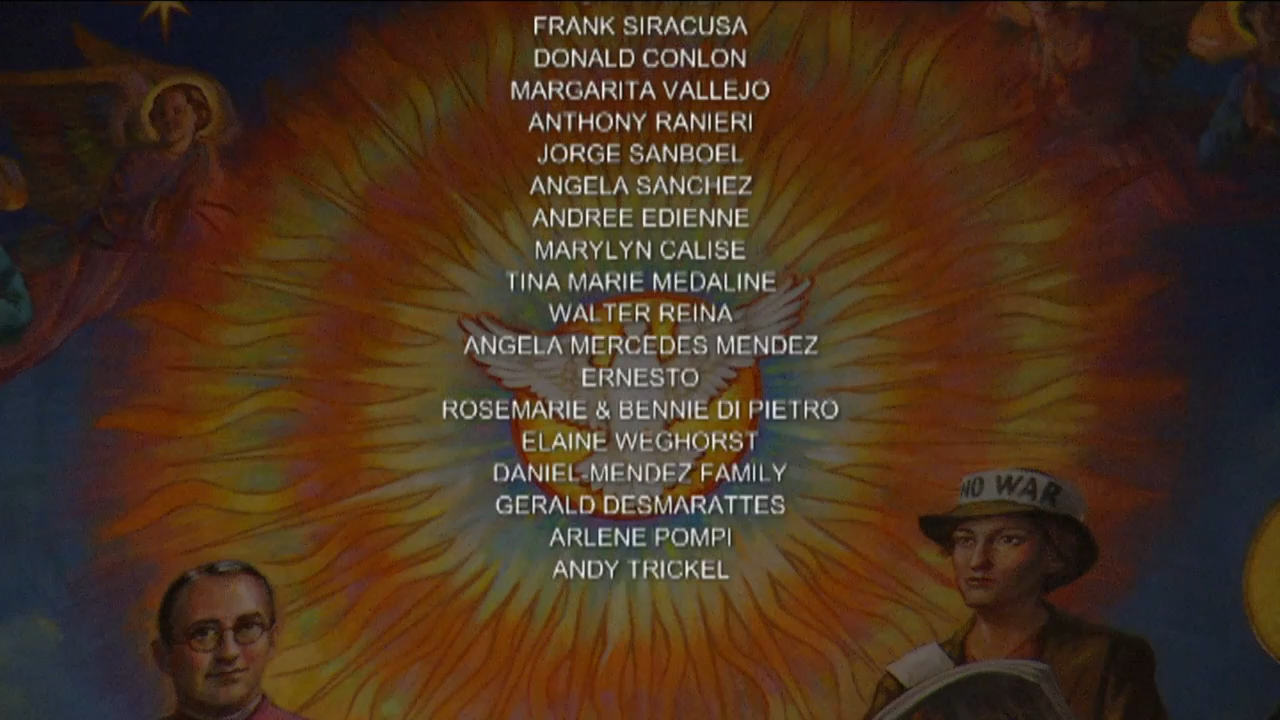 FRANK SIRACUSA
DONALD CONLON
MARGARITA VALLEJO
ANTHONY RANIERI
JORGE SANBOEL
ANGELA SANCHEZ
ANDREE EDIENNE
MARYLYN CALISE
TINA MARIE MEDALINE
WALTER REINA
ANGELA MERCEDES MENDEZ
ERNESTO
ROSEMARIE & BENNIE DI PIETRO
ELAINE WEGHORST
DANIEL MENDEZ FAMILY
GERALD DESMARATTES
ARLENE POMPI
ANDY TRICKEL
NO WAR